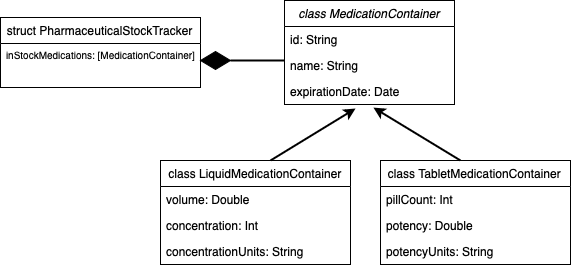 class MedicationContainer
id: String
name: String
expirationDate: Date
struct PharmaceuticalStockTracker
inStockMedications: [MedicationContainer]
class LiquidMedicationContainer
volume: Double
concentration: Int
concentrationUnits: String
class TabletMedicationContainer
pillCount: Int
potency: Double
potencyUnits: String